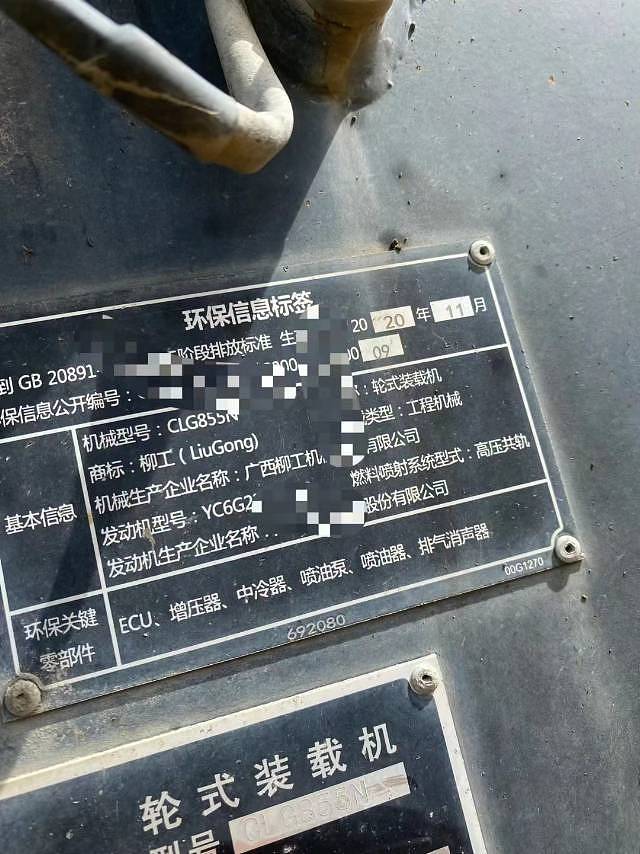 环保信息标签
到 GB 20891- 阶段排放标准 生 20 20 年 11 月
保信息公开编号： 00 00 09
机械型号：CLG855N ：轮式装载机
商标：柳工（LiuGong） 类型：工程机械
基本信息 机械生产企业名称：广西柳工机 有限公司
发动机型号：YC6G2 燃料喷射系统型式：高压共轨
发动机生产企业名称 股份有限公司
环保关键零部件 ECU、增压器、中冷器、喷油泵、喷油器、排气消声器
692080
00G1270
轮式装载机
型号 CLG855N